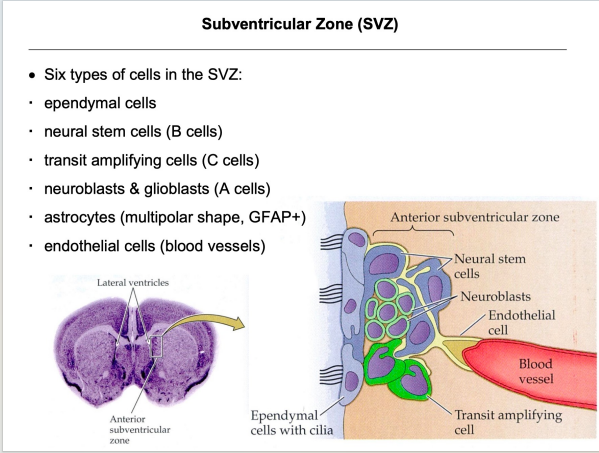 Subventricular Zone (SVZ)
• Six types of cells in the SVZ:
· ependymal cells
· neural stem cells (B cells)
· transit amplifying cells (C cells)
· neuroblasts & glioblasts (A cells)
· astrocytes (multipolar shape, GFAP+)
· endothelial cells (blood vessels)
Lateral ventricles
Anterior
subventricular
zone
Anterior subventricular zone
Neural stem
cells
Neuroblasts
Endothelial
cell
Blood
vessel
Ependymal
cells with cilia
Transit amplifying
cell